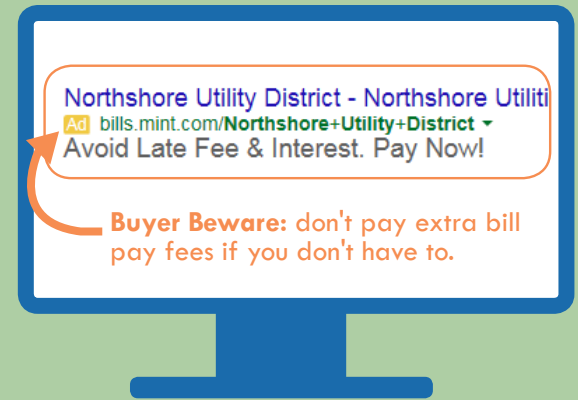 Northshore Utility District - Northshore Utiliti
Ad bills.mint.com/Northshore+Utility+District
Avoid Late Fee & Interest. Pay Now!
Buyer Beware: don't pay extra bill
pay fees if you don't have to.